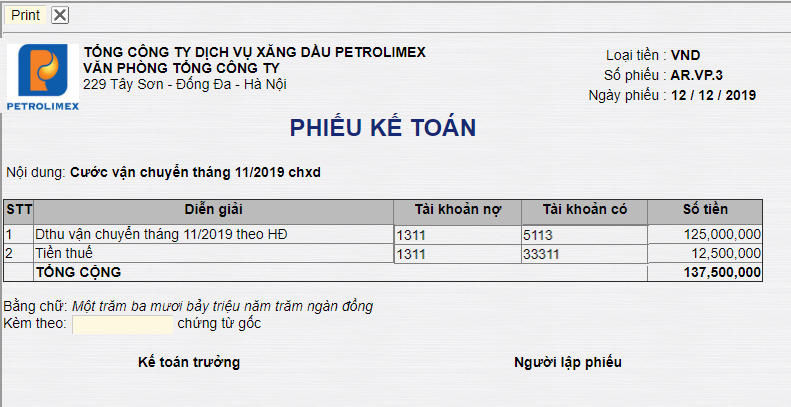 Print
TỔNG CÔNG TY DỊCH VỤ XĂNG DẦU PETROLIMEX
VĂN PHÒNG TỔNG CÔNG TY
229 Tây Sơn - Đống Đa - Hà Nội
PETROLIMEX
Loại tiền : VND
Số phiếu : AR.VP.3
Ngày phiếu : 12 / 12 / 2019
PHIẾU KẾ TOÁN
Nội dung: Cước vận chuyển tháng 11/2019 chxd
STT Diễn giải Tài khoản nợ Tài khoản có Số tiền
1 Dthu vận chuyển tháng 11/2019 theo HĐ 1311 5113 125,000,000
2 Tiền thuế 1311 33311 12,500,000
TỔNG CỘNG 137,500,000
Bằng chữ: Một trăm ba mươi bảy triệu năm trăm ngàn đồng
Kèm theo: chứng từ gốc
Kế toán trưởng Người lập phiếu